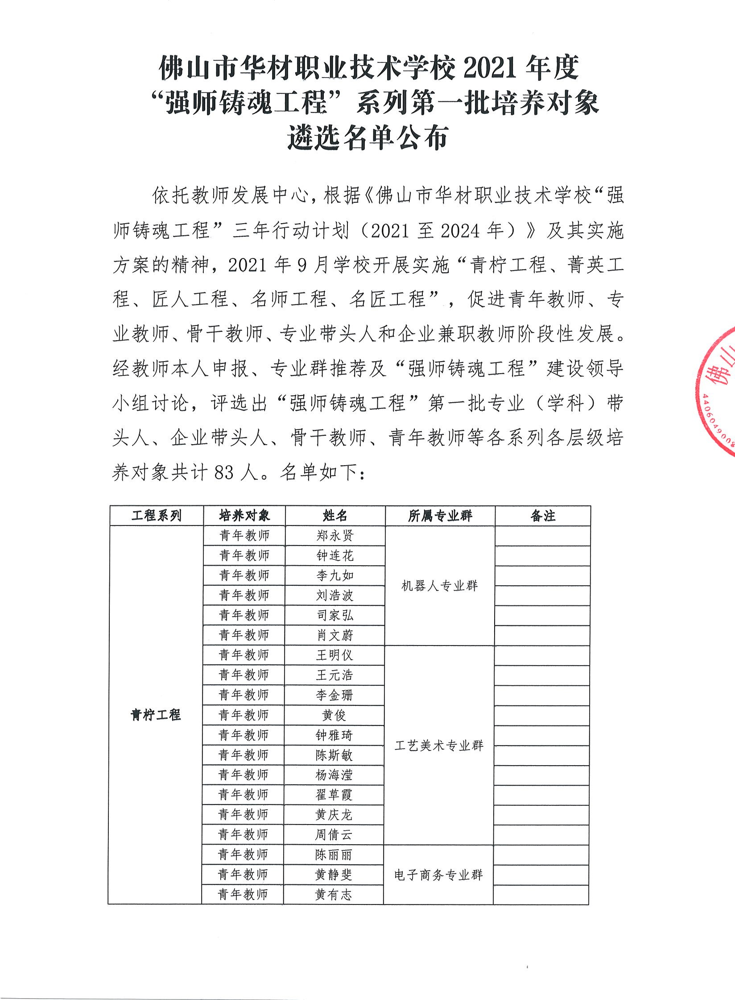 佛山市华材职业技术学校 2021 年度
“强师铸魂工程”系列第一批培养对象
遴选名单公布
依托教师发展中心，根据《佛山市华材职业技术学校“强
师铸魂工程”三年行动计划（2021 至 2024 年）》及其实施
方案的精神，2021 年 9 月学校开展实施“青柠工程、菁英工
程、匠人工程、名师工程、名匠工程”，促进青年教师、专
业教师、骨干教师、专业带头人和企业兼职教师阶段性发展。
经教师本人申报、专业群推荐及“强师铸魂工程”建设领导
小组讨论，评选出“强师铸魂工程”第一批专业（学科）带
头人、企业带头人、骨干教师、青年教师等各系列各层级培
养对象共计 83 人。名单如下：
佛山
4406049008
工程系列 培养对象 姓名 所属专业群 备注
青年教师 郑永贤
青年教师 钟连花
青年教师 李九如
机器人专业群
青年教师 刘浩波
青年教师 司家弘
青年教师 肖文蔚
青年教师 王明仪
青年教师 王元浩
青年教师 李金珊
青柠工程
青年教师 黄俊
青年教师 钟雅琦
工艺美术专业群
青年教师 陈斯敏
青年教师 杨海滢
青年教师 翟草霞
青年教师 黄庆龙
青年教师 周倩云
青年教师 陈丽丽
青年教师 黄静斐 电子商务专业群
青年教师 黄有志